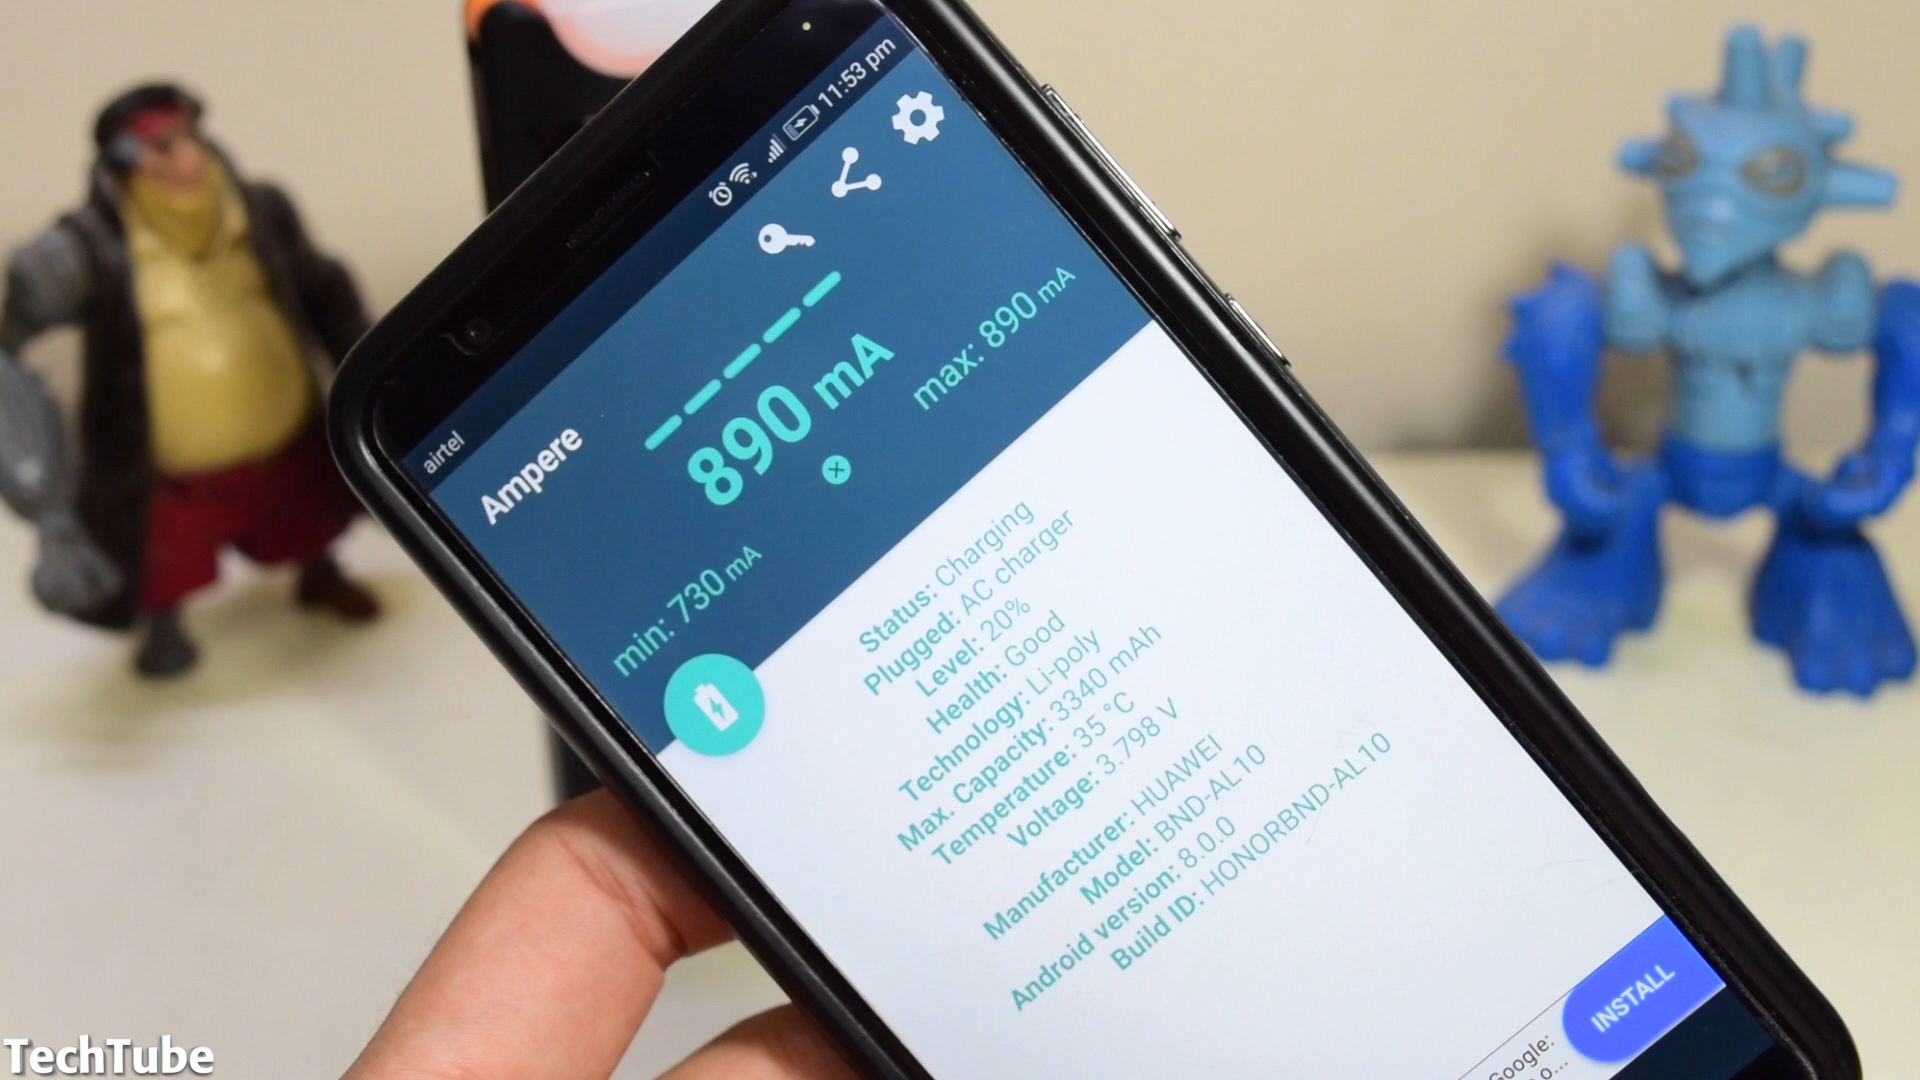 airtel
11:53 pm
Ampere
890 mA
min: 730 mA
max: 890 mA
Status: Charging
Plugged: AC charger
Level: 20%
Health: Good
Technology: Li-poly
Max. Capacity: 3340 mAh
Temperature: 35 °C
Voltage: 3.798 V
Manufacturer: HUAWEI
Model: BND-AL10
Android version: 8.0.0
Build ID: HONORBND-AL10
Google:
INSTALL
TechTube